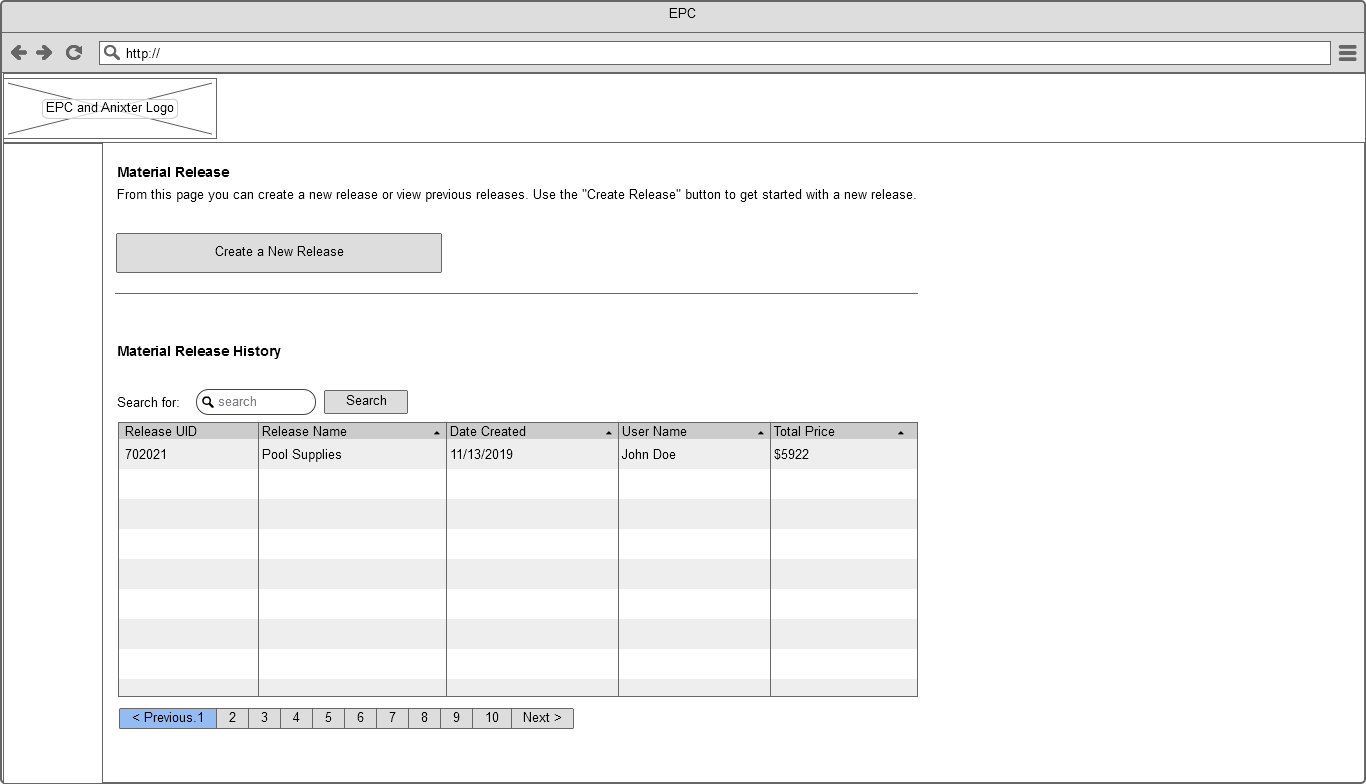 EPC
http://
EPC and Anixter Logo
Material Release
From this page you can create a new release or view previous releases. Use the "Create Release" button to get started with a new release.
Create a New Release
Material Release History
Search for: search Search
Release UID Release Name Date Created User Name Total Price
702021 Pool Supplies 11/13/2019 John Doe $5922
< Previous.1 2 3 4 5 6 7 8 9 10 Next >